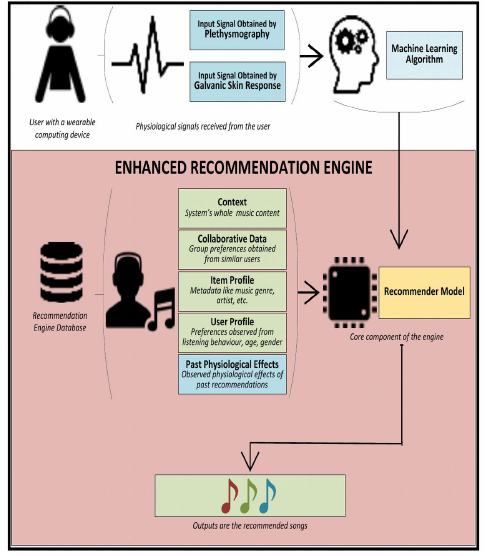 Input Signal Obtained by
Plethysmography
Input Signal Obtained by
Galvanic Skin Response
Machine Learning
Algorithm
User with a wearable
computing device
Physiological signals received from the user
ENHANCED RECOMMENDATION ENGINE
Context
System's whole music content
Collaborative Data
Group preferences obtained
from similar users
Item Profile
Metadata like music genre,
artist, etc.
User Profile
Preferences observed from
listening behaviour, age, gender
Past Physiological Effects
Observed physiological effects of
past recommendations
Recommendation
Engine Database
Recommender Model
Core component of the engine
Outputs are the recommended songs